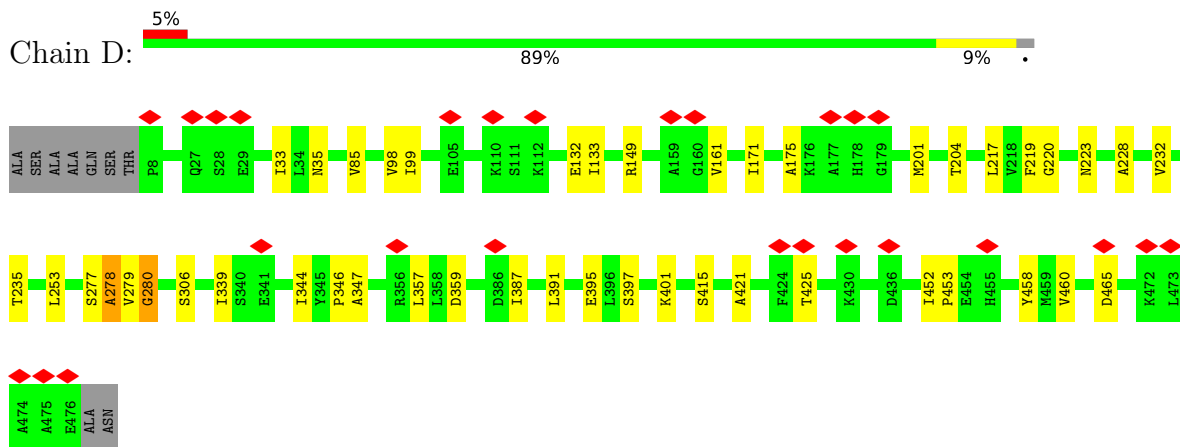 5%
Chain D:
89% 9% •
ALA SER ALA ALA GLN SER THR P8 Q27 S28 E29 I33 L34 N35 V85 V98 I99 E105 K110 S111 K112 E132 I133 R149 A159 G160 V161 I171 A175 K176 A177 H178 G179 M201 T204 L217 V218 F219 G220 N223 A228 V232
T235 L253 S277 A278 V279 G280 S306 I339 S340 E341 I344 Y345 P346 A347 R356 L357 L358 D359 D386 I387 L391 E395 L396 S397 K401 S415 A421 F424 T425 K430 D436 I452 P453 E454 H455 Y458 M459 V460 D465 K472 L473
A474 A475 E476 ALA ASN